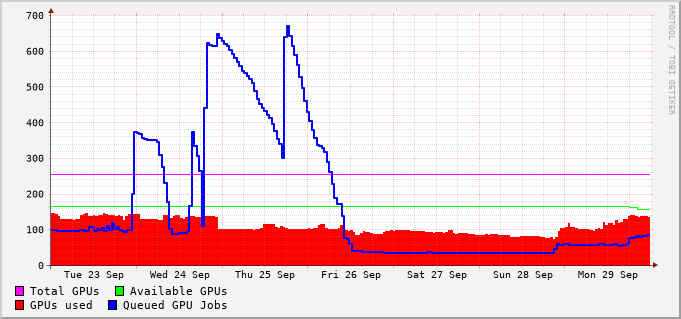 700
600
500
400
300
200
100
0
Tue 23 Sep Wed 24 Sep Thu 25 Sep Fri 26 Sep Sat 27 Sep Sun 28 Sep Mon 29 Sep
Total GPUs Available GPUs
GPUs used Queued GPU Jobs
RRDTOOL / TOBI OETIKER